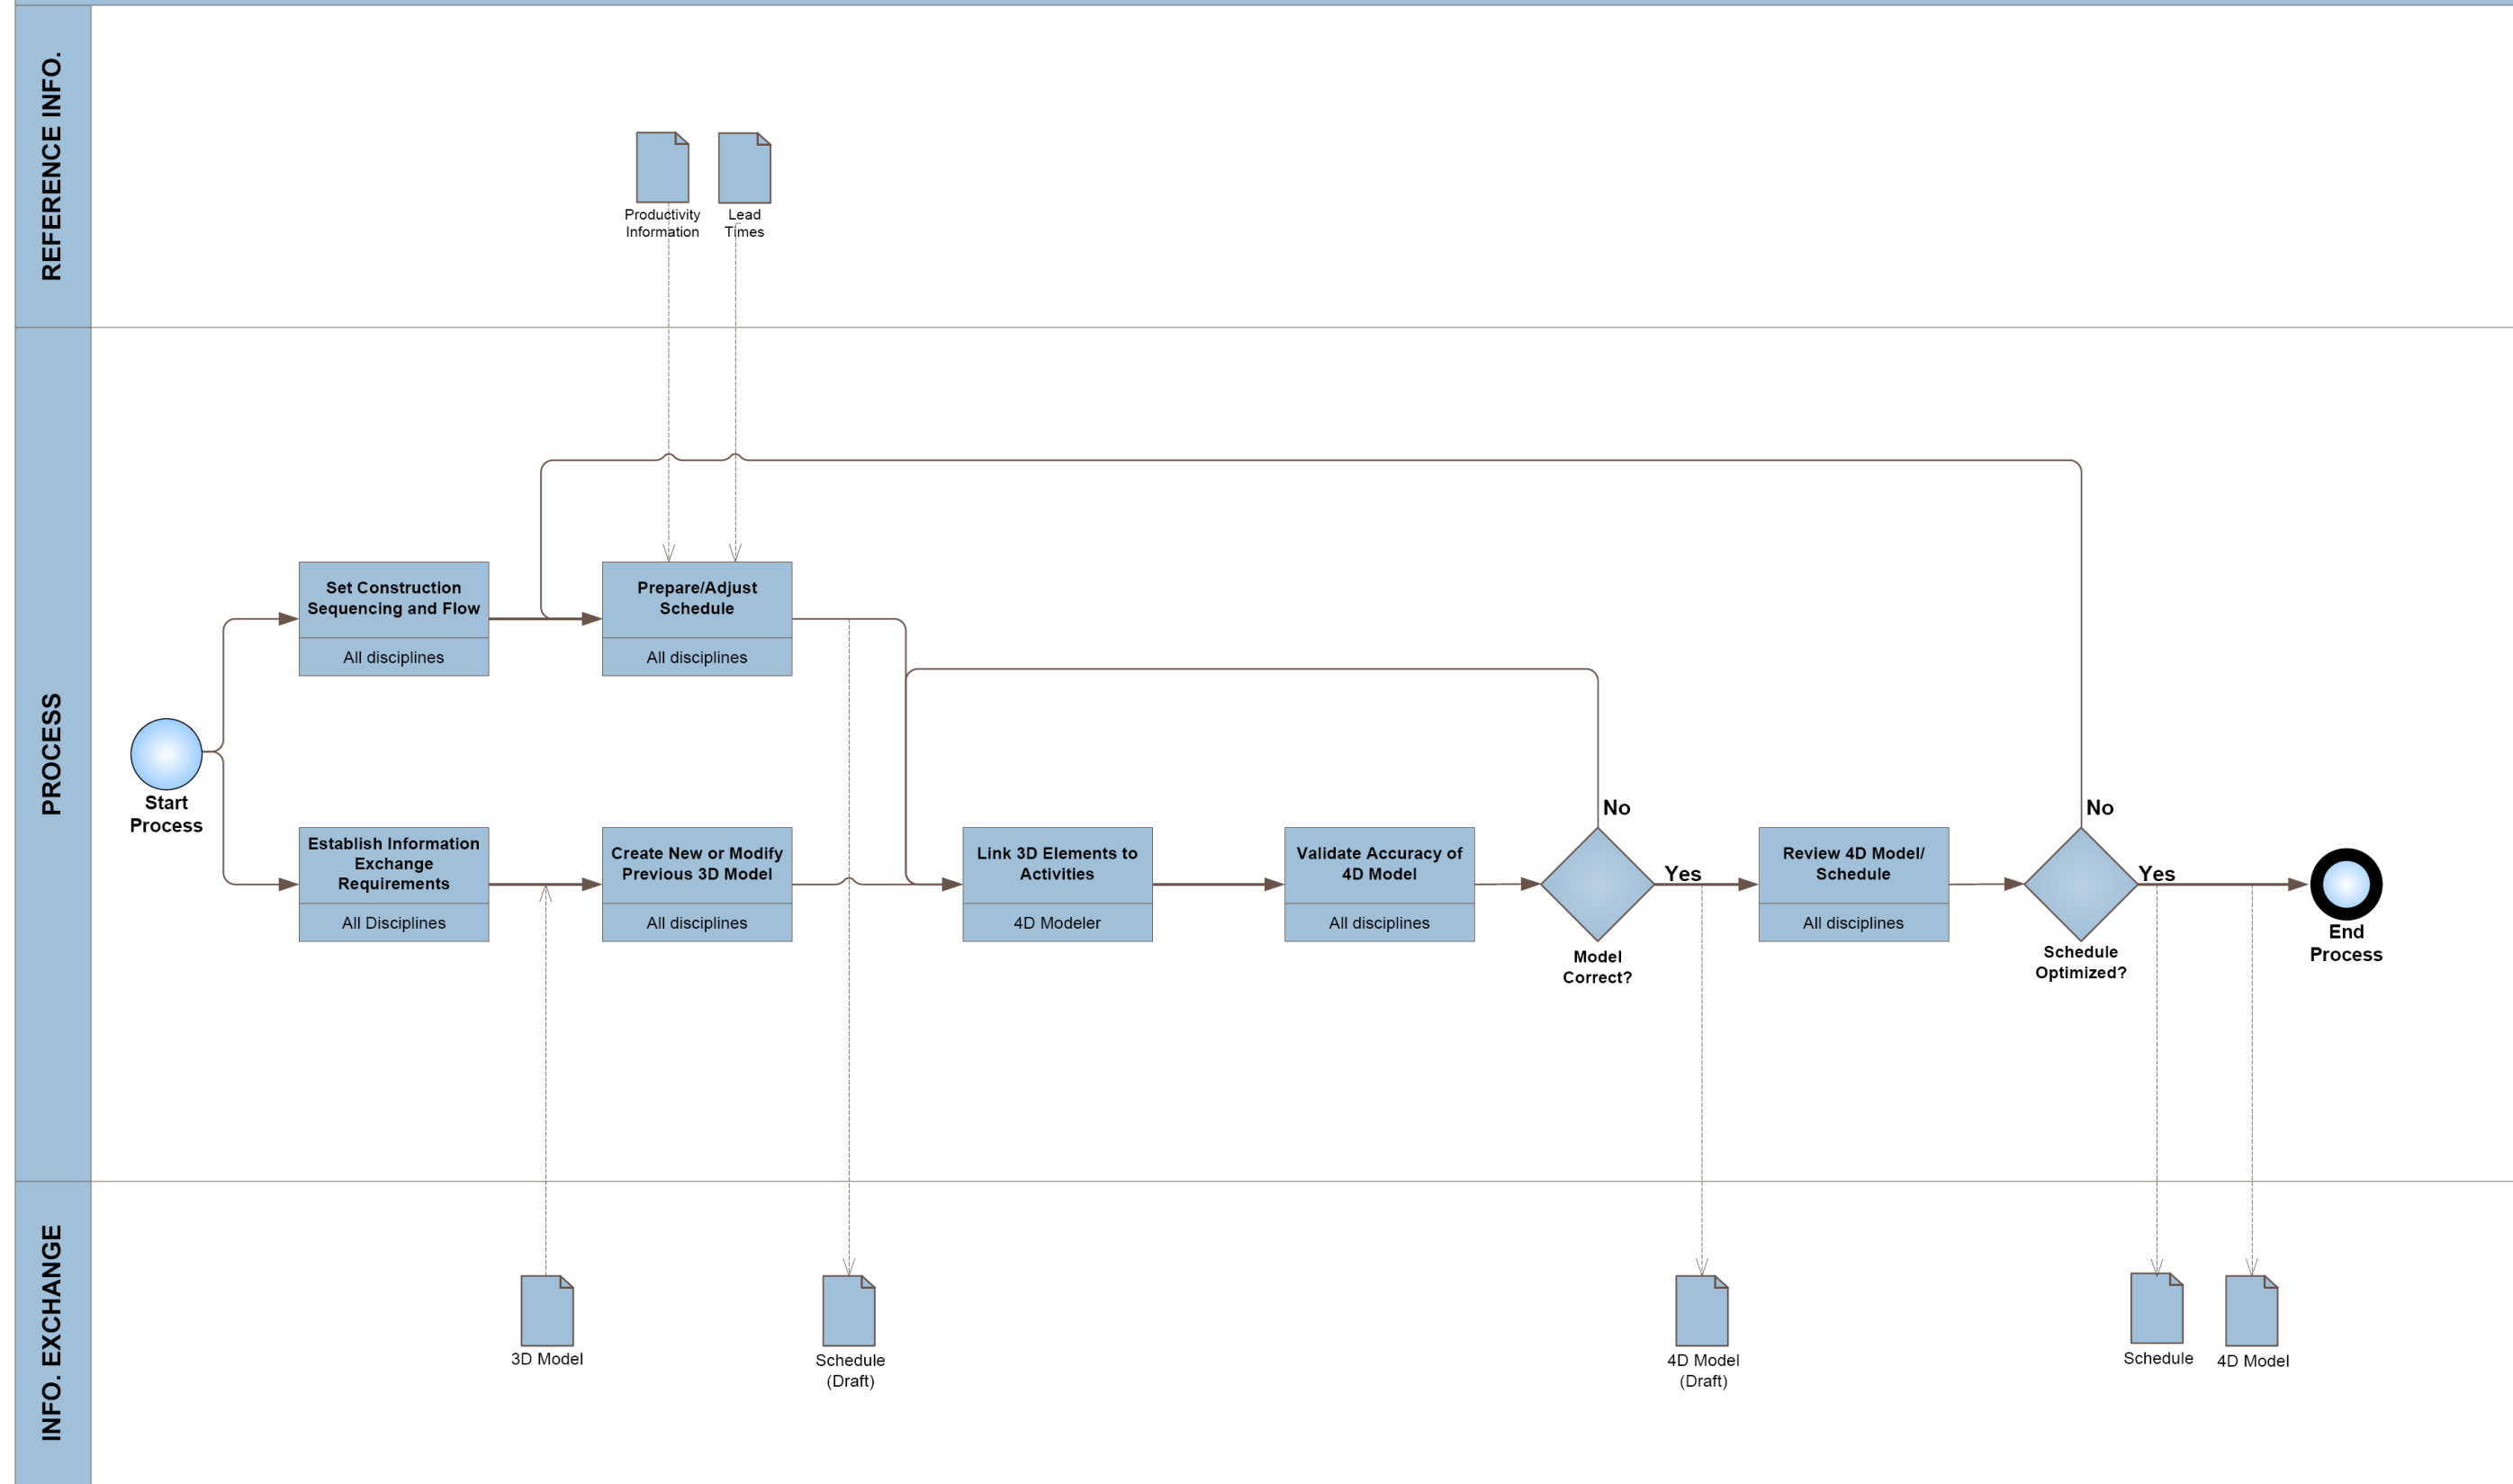 REFERENCE INFO.
Productivity
Information
Lead
Times
PROCESS
Start
Process
Set Construction
Sequencing and Flow
All disciplines
Prepare/Adjust
Schedule
All disciplines
Establish Information
Exchange
Requirements
All Disciplines
Create New or Modify
Previous 3D Model
All disciplines
Link 3D Elements to
Activities
4D Modeler
Validate Accuracy of
4D Model
All disciplines
No
Yes
Model
Correct?
Review 4D Model/
Schedule
All disciplines
No
Yes
Schedule
Optimized?
End
Process
INFO. EXCHANGE
3D Model
Schedule
(Draft)
4D Model
(Draft)
Schedule
4D Model